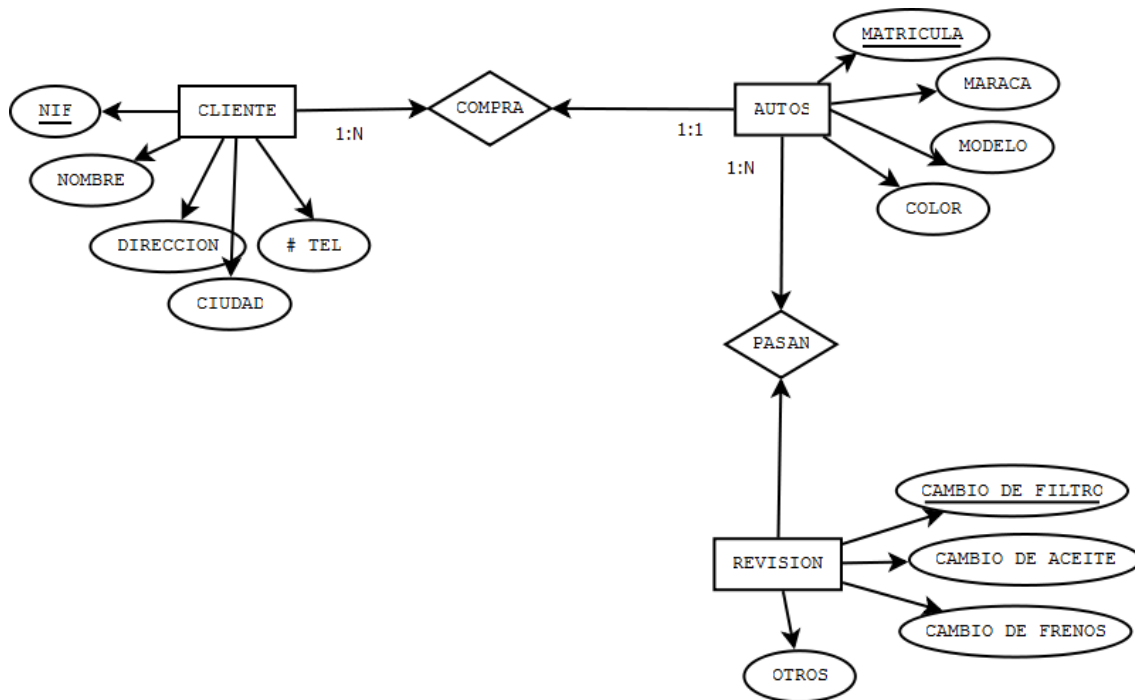 MATRICULA
MARACA
NIF
CLIENTE
COMPRA
AUTOS
1:N
1:1
MODELO
1:N
NOMBRE
COLOR
DIRECCION
# TEL
CIUDAD
PASAN
CAMBIO DE FILTRO
REVISION
CAMBIO DE ACEITE
CAMBIO DE FRENOS
OTROS